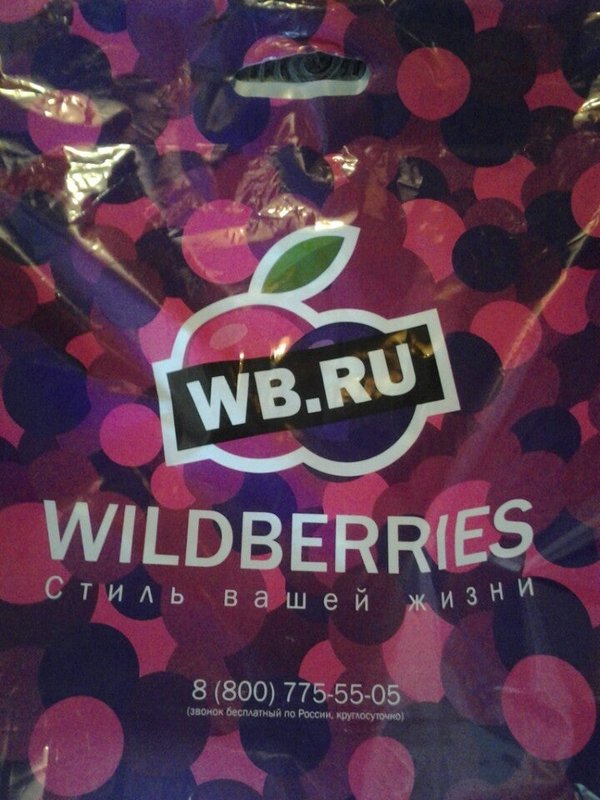 WB.RU
WILDBERRIES
Стиль вашей жизни
8 (800) 775-55-05
(звонок бесплатный по России, круглосуточно)